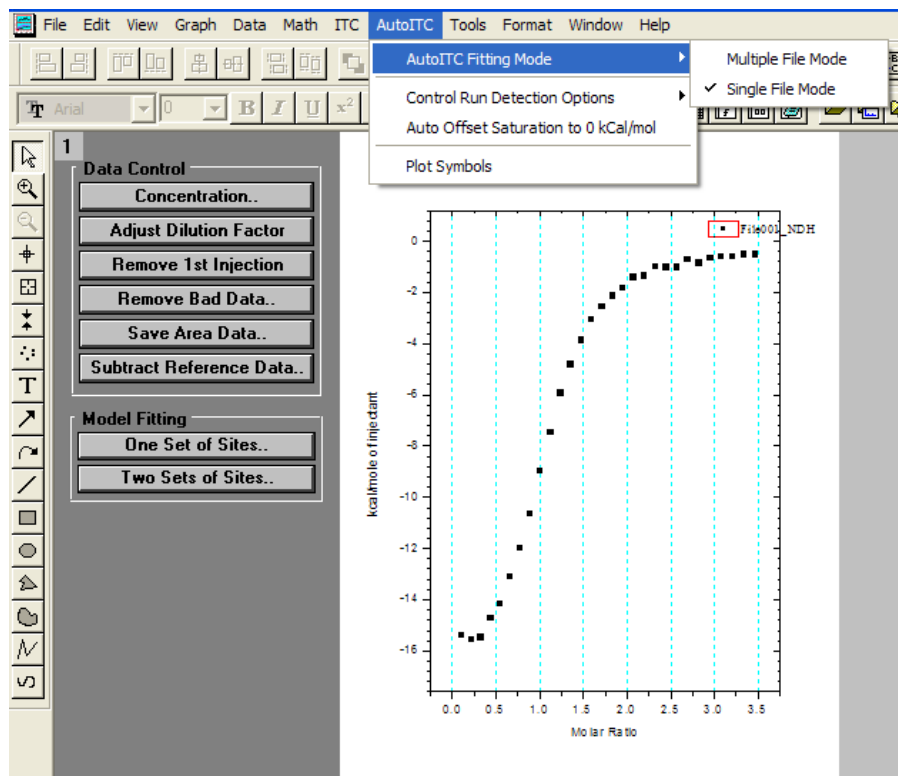 File Edit View Graph Data Math ITC AutoITC Tools Format Window Help
AutoITC Fitting Mode
Multiple File Mode
Single File Mode
Control Run Detection Options
Auto Offset Saturation to 0 kCal/mol
Plot Symbols
Arial 0 B I U x²
1
Data Control
Concentration..
Adjust Dilution Factor
Remove 1st Injection
Remove Bad Data..
Save Area Data..
Subtract Reference Data..
Model Fitting
One Set of Sites..
Two Sets of Sites..
T
File001_NDH
0
-2
-4
-6
-8
-10
-12
-14
-16
kcal/mole of injectant
0.0 0.5 1.0 1.5 2.0 2.5 3.0 3.5
Molar Ratio